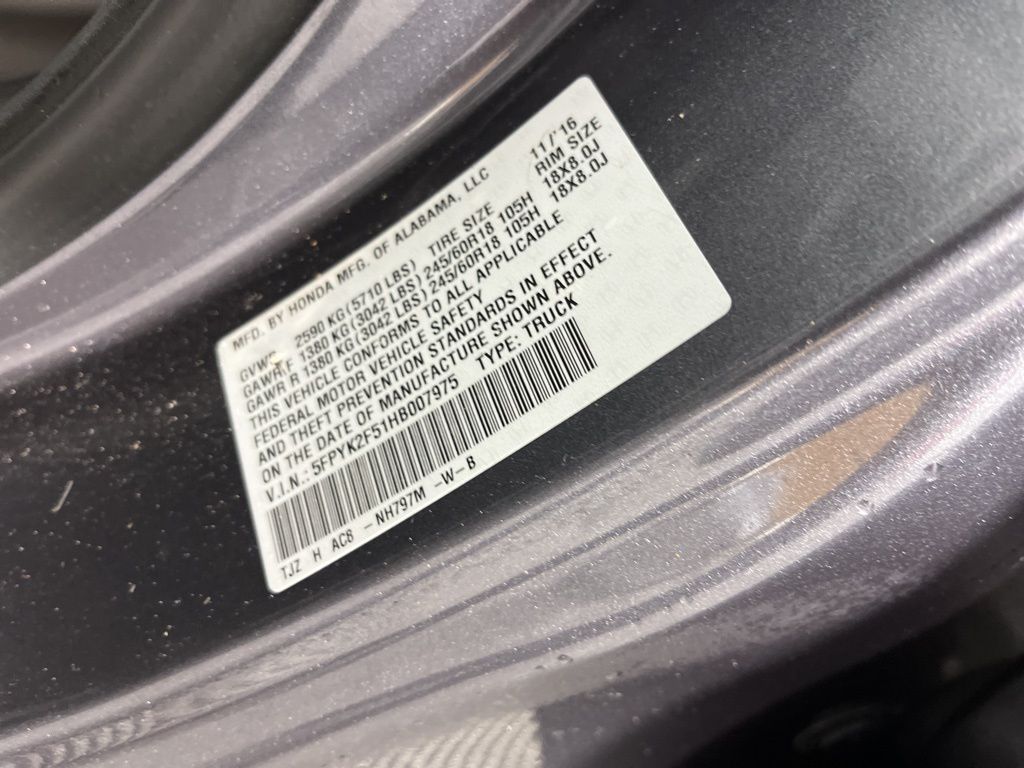 MFD. BY HONDA MFG. OF ALABAMA, LLC 11/'16
GVWR 2590 KG (5710 LBS) TIRE SIZE RIM SIZE
GAWR F 1380 KG (3042 LBS) 245/60R18 105H 18X8.0J
GAWR R 1380 KG (3042 LBS) 245/60R18 105H 18X8.0J
THIS VEHICLE CONFORMS TO ALL APPLICABLE
FEDERAL MOTOR VEHICLE SAFETY
AND THEFT PREVENTION STANDARDS IN EFFECT
ON THE DATE OF MANUFACTURE SHOWN ABOVE.
V.I.N.: 5FPYK2F51HB007975 TYPE: TRUCK
TJZ H AC8 -NH797M -W-B